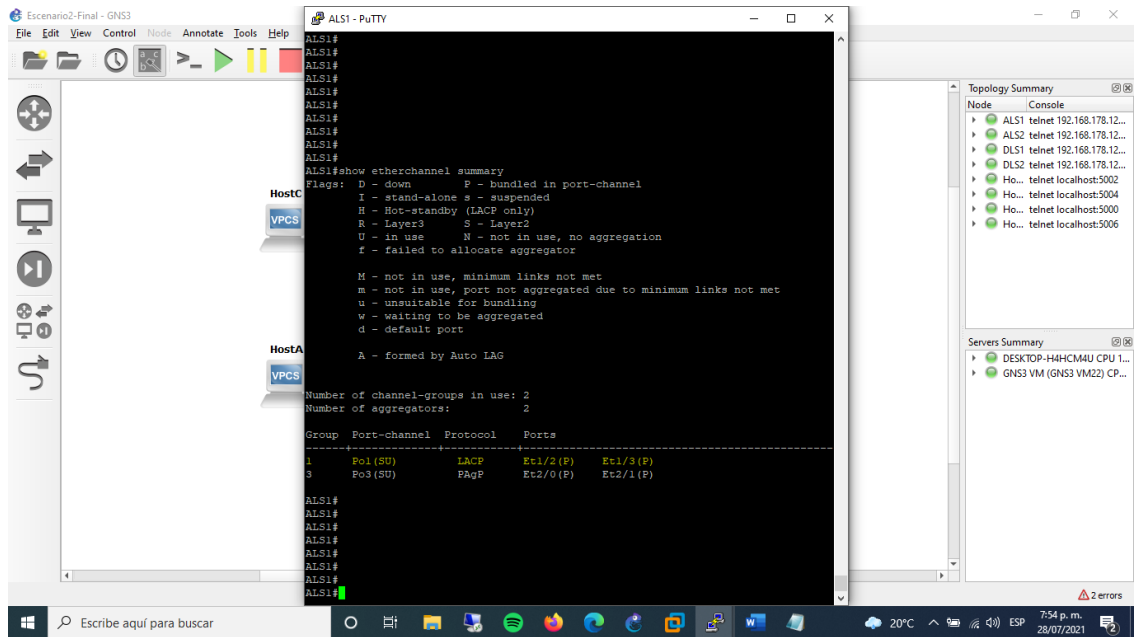 Escenario2-Final - GNS3
File Edit View Control Node Annotate Tools Help
HostC
VPCS
HostA
VPCS
ALS1 - PuTTY
ALS1#
ALS1#
ALS1#
ALS1#
ALS1#
ALS1#
ALS1#
ALS1#
ALS1#
ALS1#
ALS1#show etherchannel summary
Flags:  D - down        P - bundled in port-channel
        I - stand-alone s - suspended
        H - Hot-standby (LACP only)
        R - Layer3      S - Layer2
        U - in use      N - not in use, no aggregation
        f - failed to allocate aggregator
        M - not in use, minimum links not met
        m - not in use, port not aggregated due to minimum links not met
        u - unsuitable for bundling
        w - waiting to be aggregated
        d - default port
        A - formed by Auto LAG
Number of channel-groups in use: 2
Number of aggregators:           2
Group  Port-channel  Protocol    Ports
------+-------------+-----------+-----------------------------------------------
1      Po1(SU)         LACP      Et1/2(P)    Et1/3(P)
3      Po3(SU)         PAgP      Et2/0(P)    Et2/1(P)
ALS1#
ALS1#
ALS1#
ALS1#
ALS1#
ALS1#
ALS1#
ALS1#
Topology Summary
Node Console
ALS1 telnet 192.168.178.12...
ALS2 telnet 192.168.178.12...
DLS1 telnet 192.168.178.12...
DLS2 telnet 192.168.178.12...
Ho... telnet localhost:5002
Ho... telnet localhost:5004
Ho... telnet localhost:5000
Ho... telnet localhost:5006
Servers Summary
DESKTOP-H4HCM4U CPU 1...
GNS3 VM (GNS3 VM22) CP...
2 errors
Escribe aquí para buscar
20°C
ESP
7:54 p. m.
28/07/2021
2